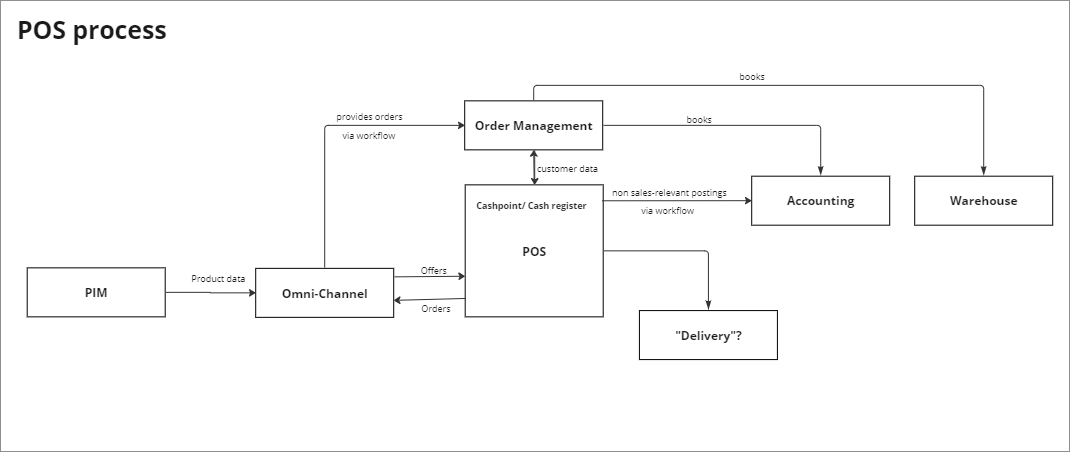 POS process
books
provides orders
via workflow
Order Management
books
customer data
non sales-relevant postings
via workflow
Cashpoint/ Cash register
POS
Accounting
Warehouse
Product data
Offers
PIM
Omni-Channel
Orders
"Delivery"?